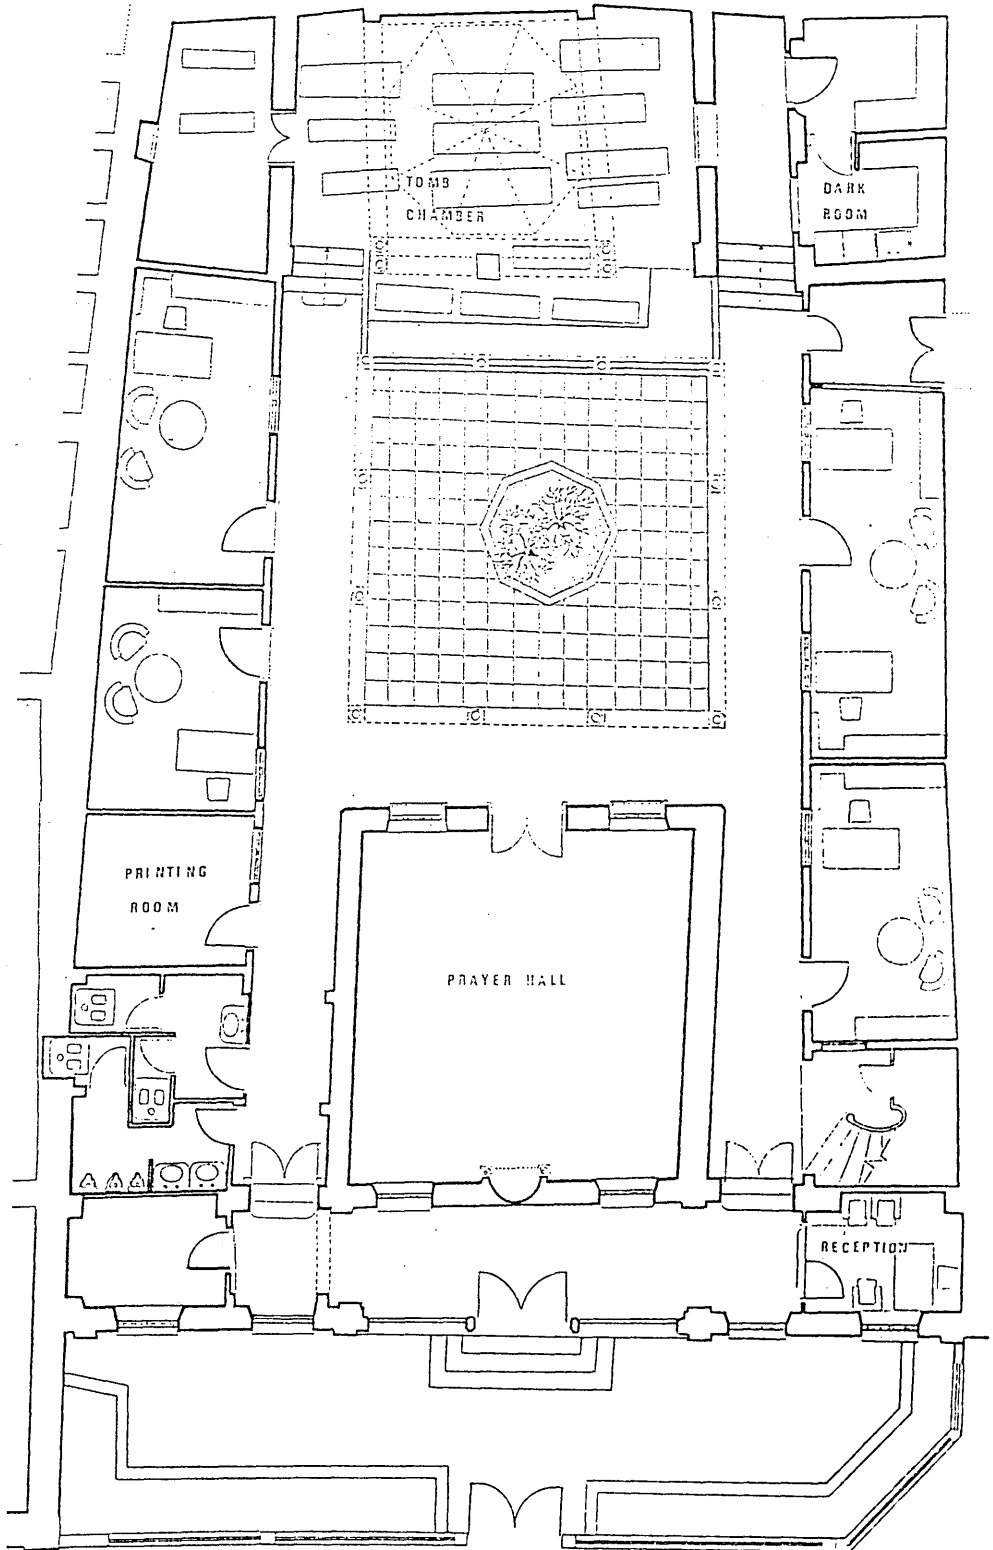 TOMB
CHAMBER
DARK
ROOM
PRINTING
ROOM
PRAYER HALL
RECEPTION